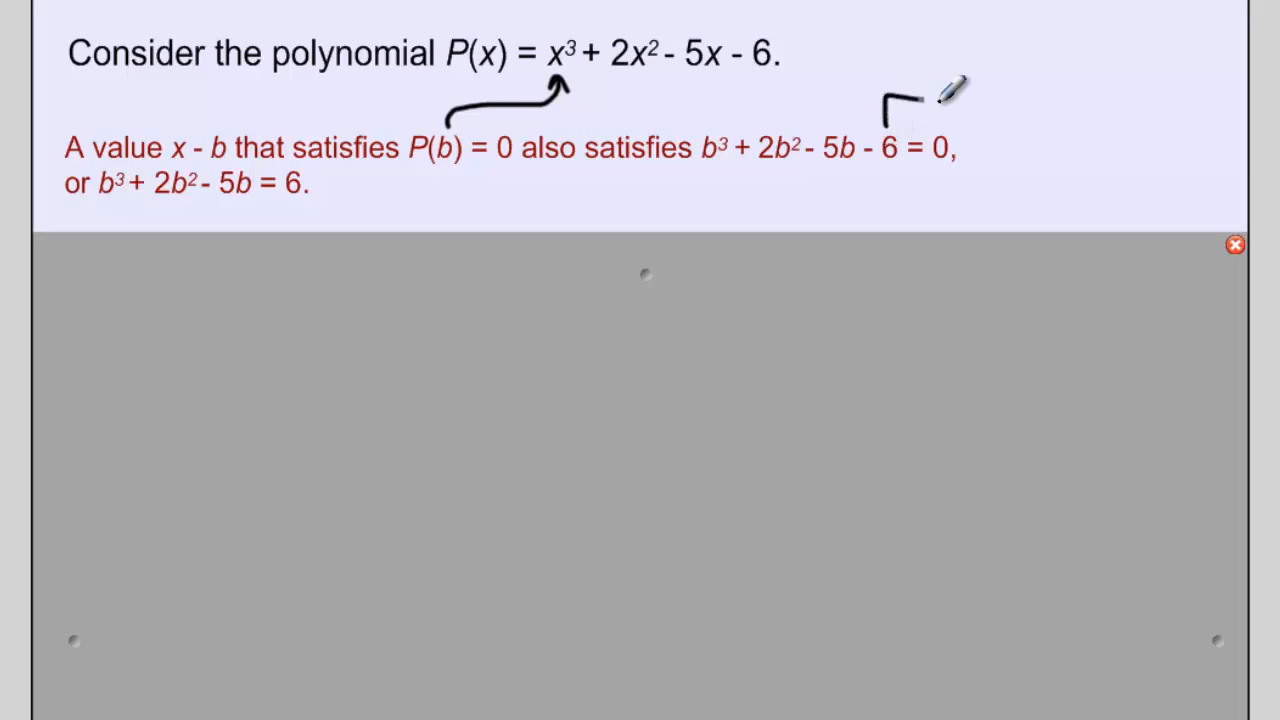 Consider the polynomial P(x) = x³ + 2x² - 5x - 6.
A value x - b that satisfies P(b) = 0 also satisfies b³ + 2b² - 5b - 6 = 0,
or b³ + 2b² - 5b = 6.